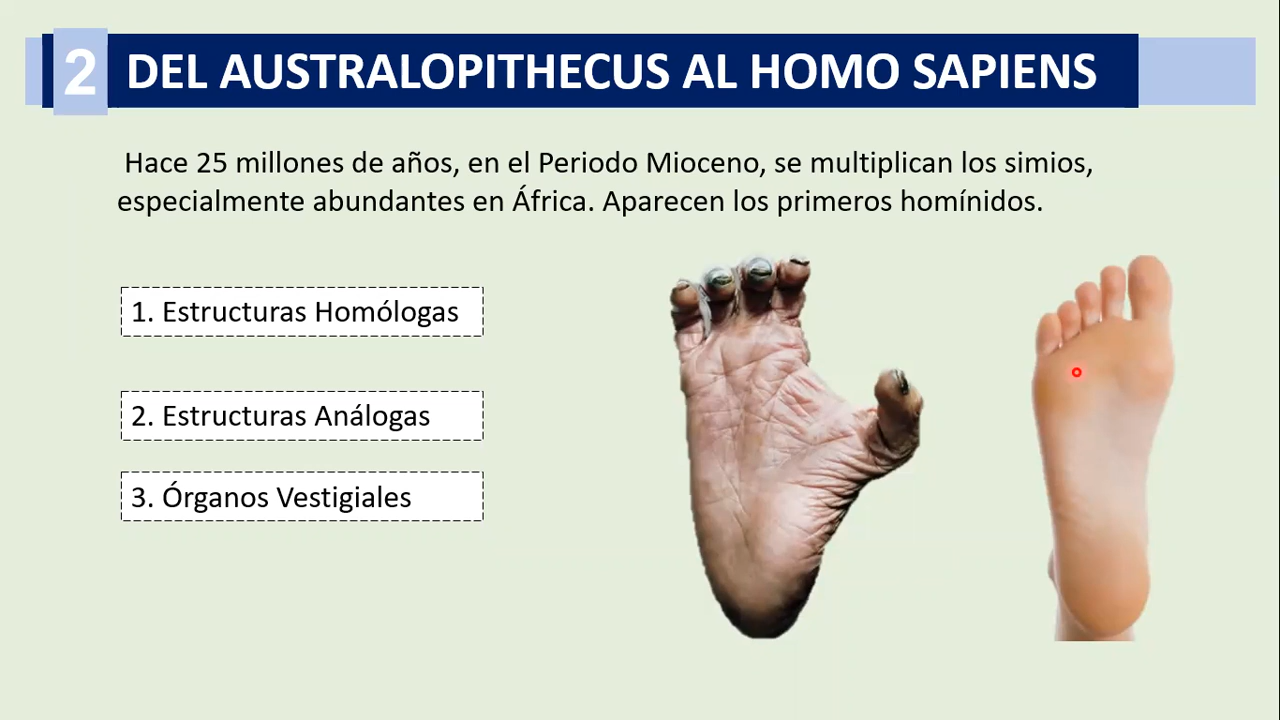 2 DEL AUSTRALOPITHECUS AL HOMO SAPIENS
Hace 25 millones de años, en el Periodo Mioceno, se multiplican los simios,
especialmente abundantes en África. Aparecen los primeros homínidos.
1. Estructuras Homólogas
2. Estructuras Análogas
3. Órganos Vestigiales